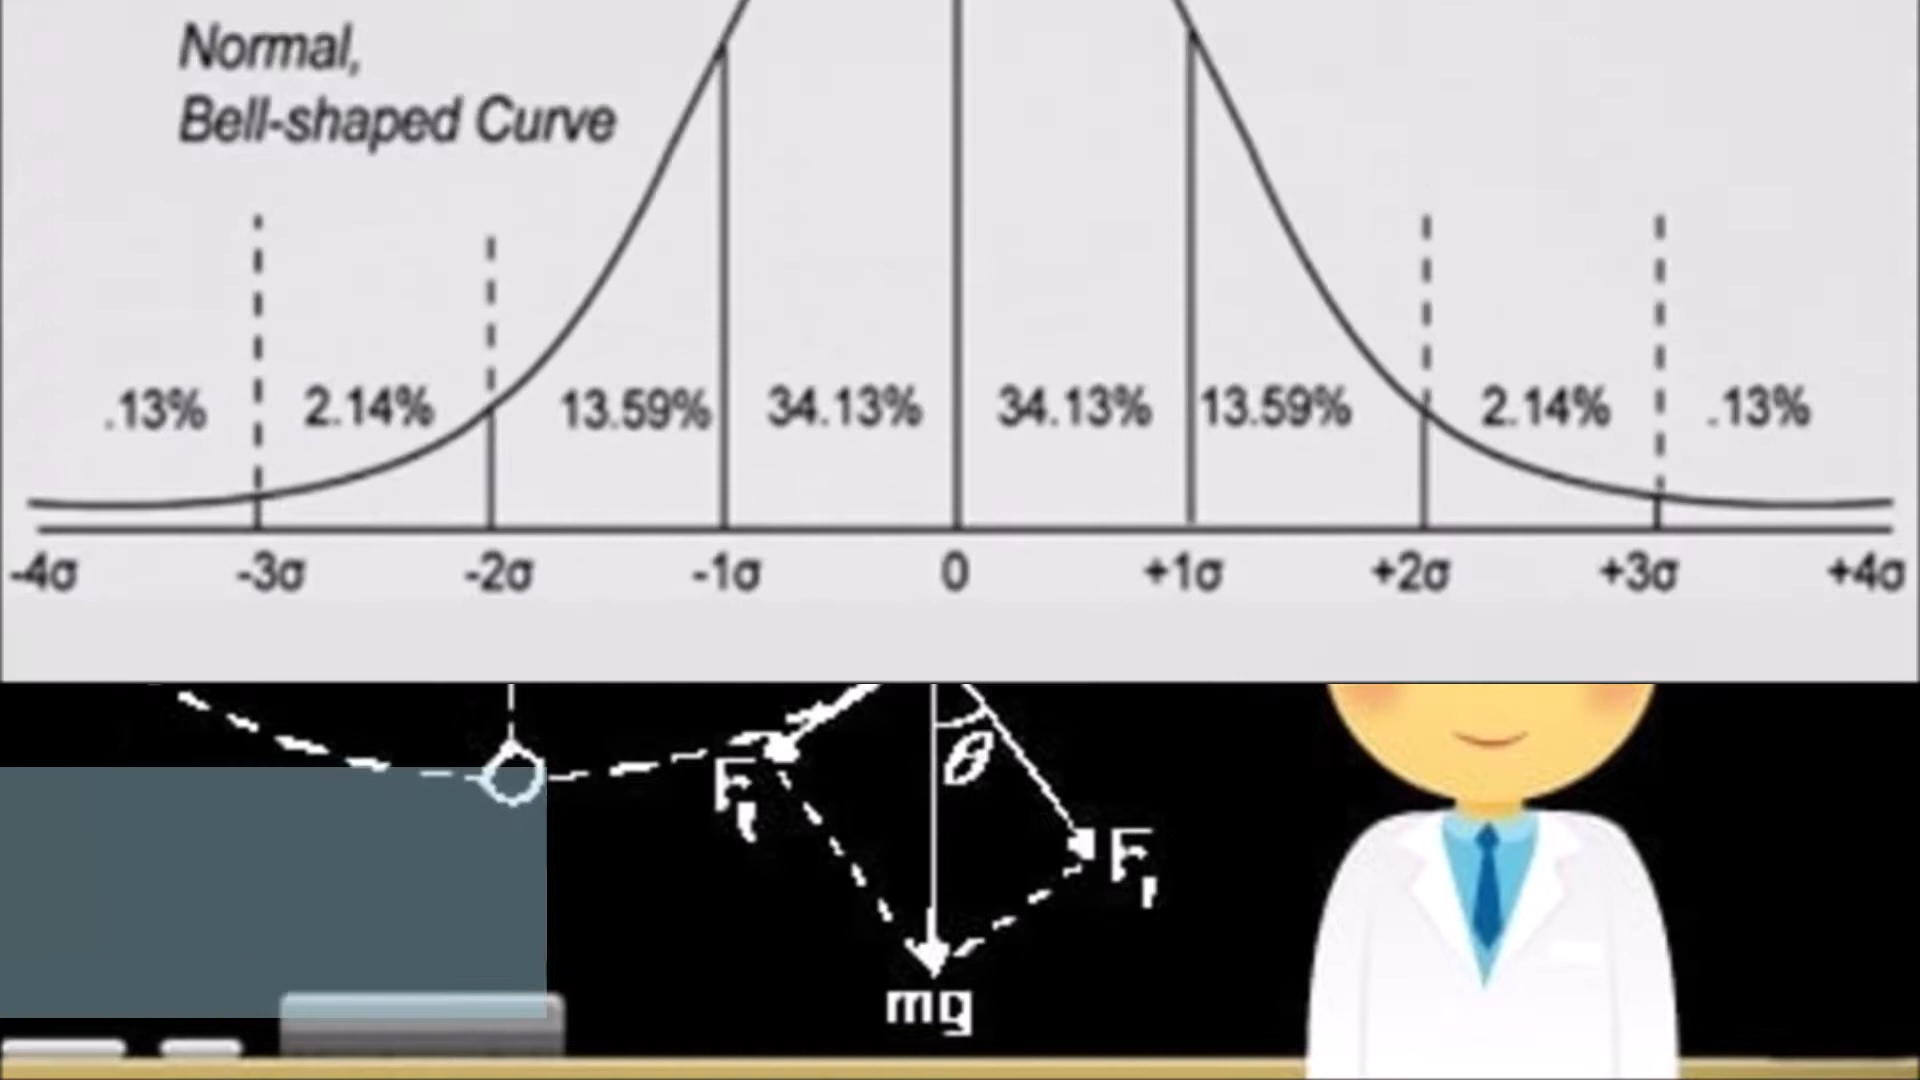 Normal,
Bell-shaped Curve
.13% 2.14% 13.59% 34.13% 34.13% 13.59% 2.14% .13%
-4σ -3σ -2σ -1σ 0 +1σ +2σ +3σ +4σ
θ
F
F
mg